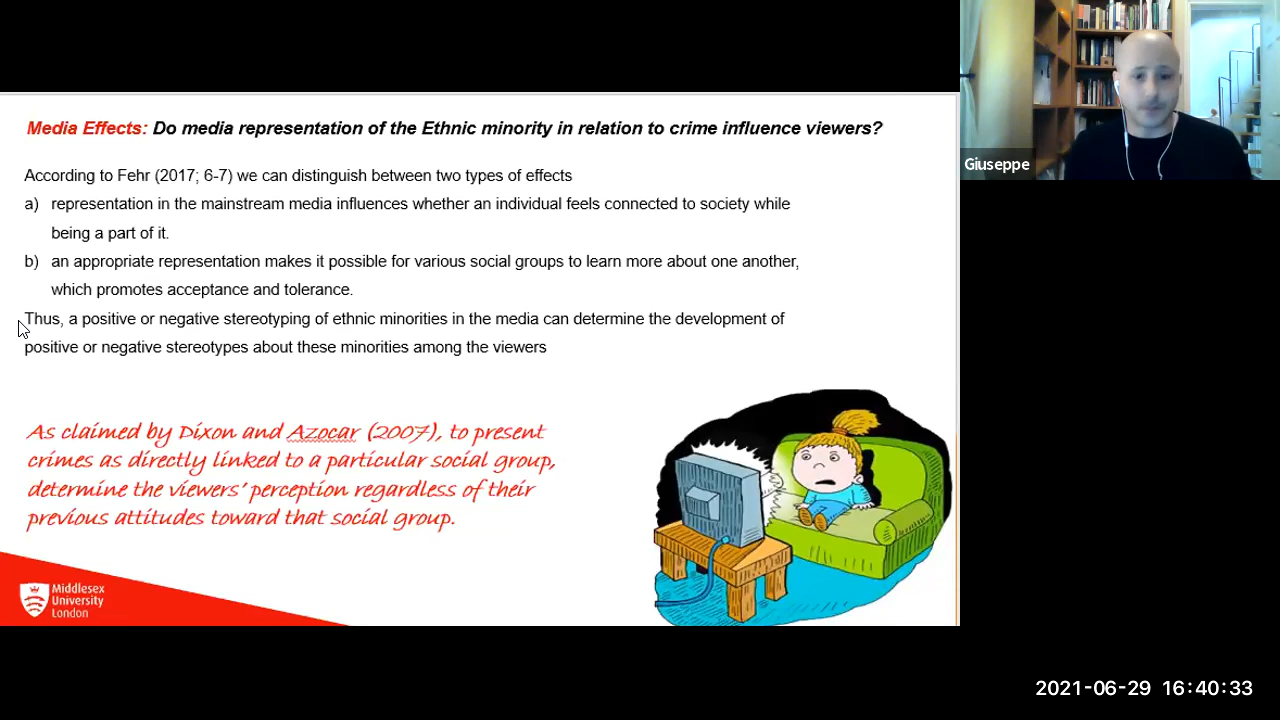 Media Effects: Do media representation of the Ethnic minority in relation to crime influence viewers?
According to Fehr (2017; 6-7) we can distinguish between two types of effects
a) representation in the mainstream media influences whether an individual feels connected to society while
being a part of it.
b) an appropriate representation makes it possible for various social groups to learn more about one another,
which promotes acceptance and tolerance.
Thus, a positive or negative stereotyping of ethnic minorities in the media can determine the development of
positive or negative stereotypes about these minorities among the viewers
As claimed by Dixon and Azocar (2007), to present
crimes as directly linked to a particular social group,
determine the viewers' perception regardless of their
previous attitudes toward that social group.
Middlesex
University
London
Giuseppe
2021-06-29 16:40:33